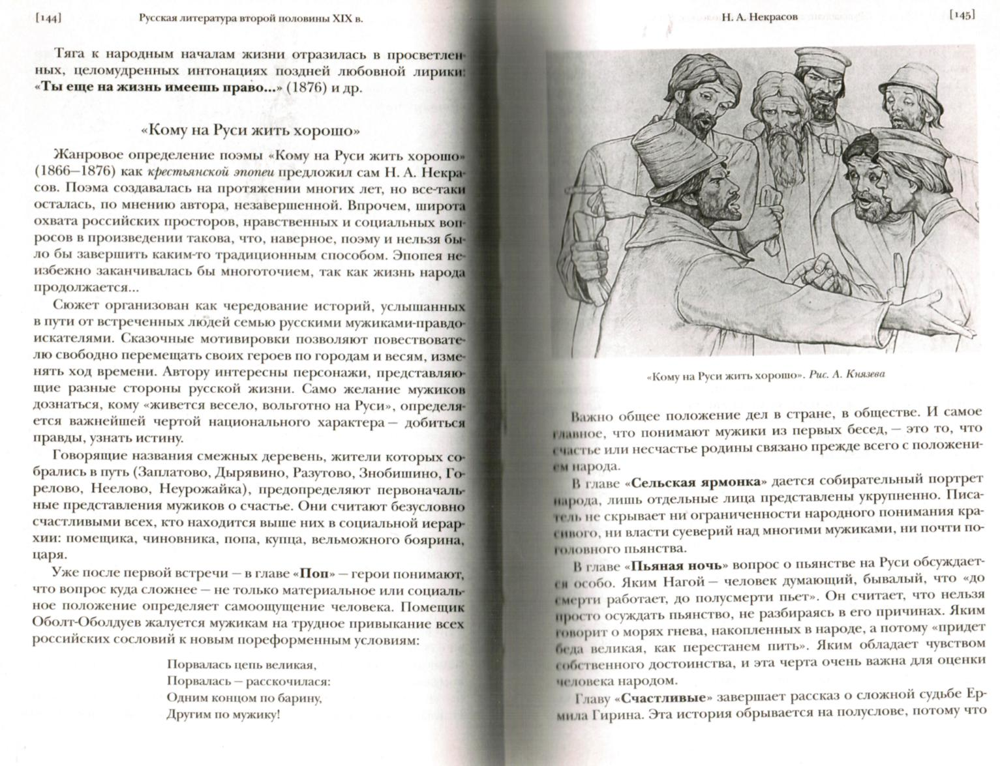 [144]
Русская литература второй половины XIX в.
Тяга к народным началам жизни отразилась в просветлен-
ных, целомудренных интонациях поздней любовной лирики:
«Ты еще на жизнь имеешь право...» (1876) и др.
«Кому на Руси жить хорошо»
Жанровое определение поэмы «Кому на Руси жить хорошо»
(1866—1876) как крестьянской эпопеи предложил сам Н. А. Некра-
сов. Поэма создавалась на протяжении многих лет, но все-таки
осталась, по мнению автора, незавершенной. Впрочем, широта
охвата российских просторов, нравственных и социальных воп-
росов в произведении такова, что, наверное, поэму и нельзя бы-
ло бы завершить каким-то традиционным способом. Эпопея не-
избежно заканчивалась бы многоточием, так как жизнь народа
продолжается...
Сюжет организован как чередование историй, услышанных
в пути от встреченных людей семью русскими мужиками-правдо-
искателями. Сказочные мотивировки позволяют повествовате-
лю свободно перемещать своих героев по городам и весям, изме-
нять ход времени. Автору интересны персонажи, представляю-
щие разные стороны русской жизни. Само желание мужиков
дознаться, кому «живется весело, вольготно на Руси», определя-
ется важнейшей чертой национального характера — добиться
правды, узнать истину.
Говорящие названия смежных деревень, жители которых со-
брались в путь (Заплатово, Дырявино, Разутово, Знобишино, Го-
релово, Неелово, Неурожайка), предопределяют первоначаль-
ные представления мужиков о счастье. Они считают безусловно
счастливыми всех, кто находится выше них в социальной иерар-
хии: помещика, чиновника, попа, купца, вельможного боярина,
царя.
Уже после первой встречи — в главе «Поп» — герои понимают,
что вопрос куда сложнее — не только материальное или социаль-
ное положение определяет самоощущение человека. Помещик
Оболт-Оболдуев жалуется мужикам на трудное привыкание всех
российских сословий к новым пореформенным условиям:
Порвалась цепь великая,
Порвалась — расскочилася:
Одним концом по барину,
Другим по мужику!
Н. А. Некрасов
[145]
«Кому на Руси жить хорошо». Рис. А. Князева
Важно общее положение дел в стране, в обществе. И самое
главное, что понимают мужики из первых бесед, — это то, что
счастье или несчастье родины связано прежде всего с положени-
ем народа.
В главе «Сельская ярмонка» дается собирательный портрет
народа, лишь отдельные лица представлены укрупненно. Писа-
тель не скрывает ни ограниченности народного понимания кра-
сивого, ни власти суеверий над многими мужиками, ни почти по-
головного пьянства.
В главе «Пьяная ночь» вопрос о пьянстве на Руси обсуждает-
ся особо. Яким Нагой — человек думающий, бывалый, что «до
смерти работает, до полусмерти пьет». Он считает, что нельзя
просто осуждать пьянство, не разбираясь в его причинах. Яким
говорит о морях гнева, накопленных в народе, а потому «придет
беда великая, как перестанем пить». Яким обладает чувством
собственного достоинства, и эта черта очень важна для оценки
человека народом.
Главу «Счастливые» завершает рассказ о сложной судьбе Ер-
мила Гирина. Эта история обрывается на полуслове, потому что